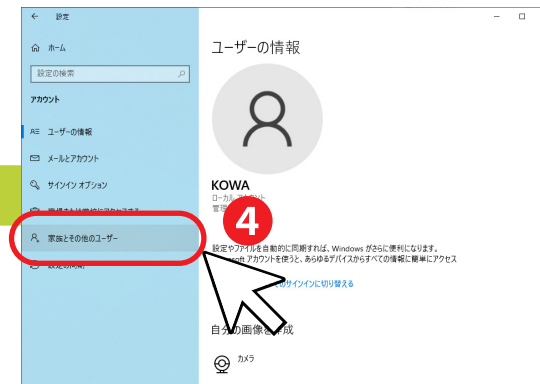 設定
ホーム
設定の検索
アカウント
ユーザーの情報
メールとアカウント
サインイン オプション
家族とその他のユーザー
ユーザーの情報
KOWA
4
設定やファイルを自動的に同期すれば、Windows がさらに便利になります。
アカウントを使うと、あらゆるデバイスからすべての情報に簡単にアクセス
のサインインに切り替える
自分の画像を作成
カメラ